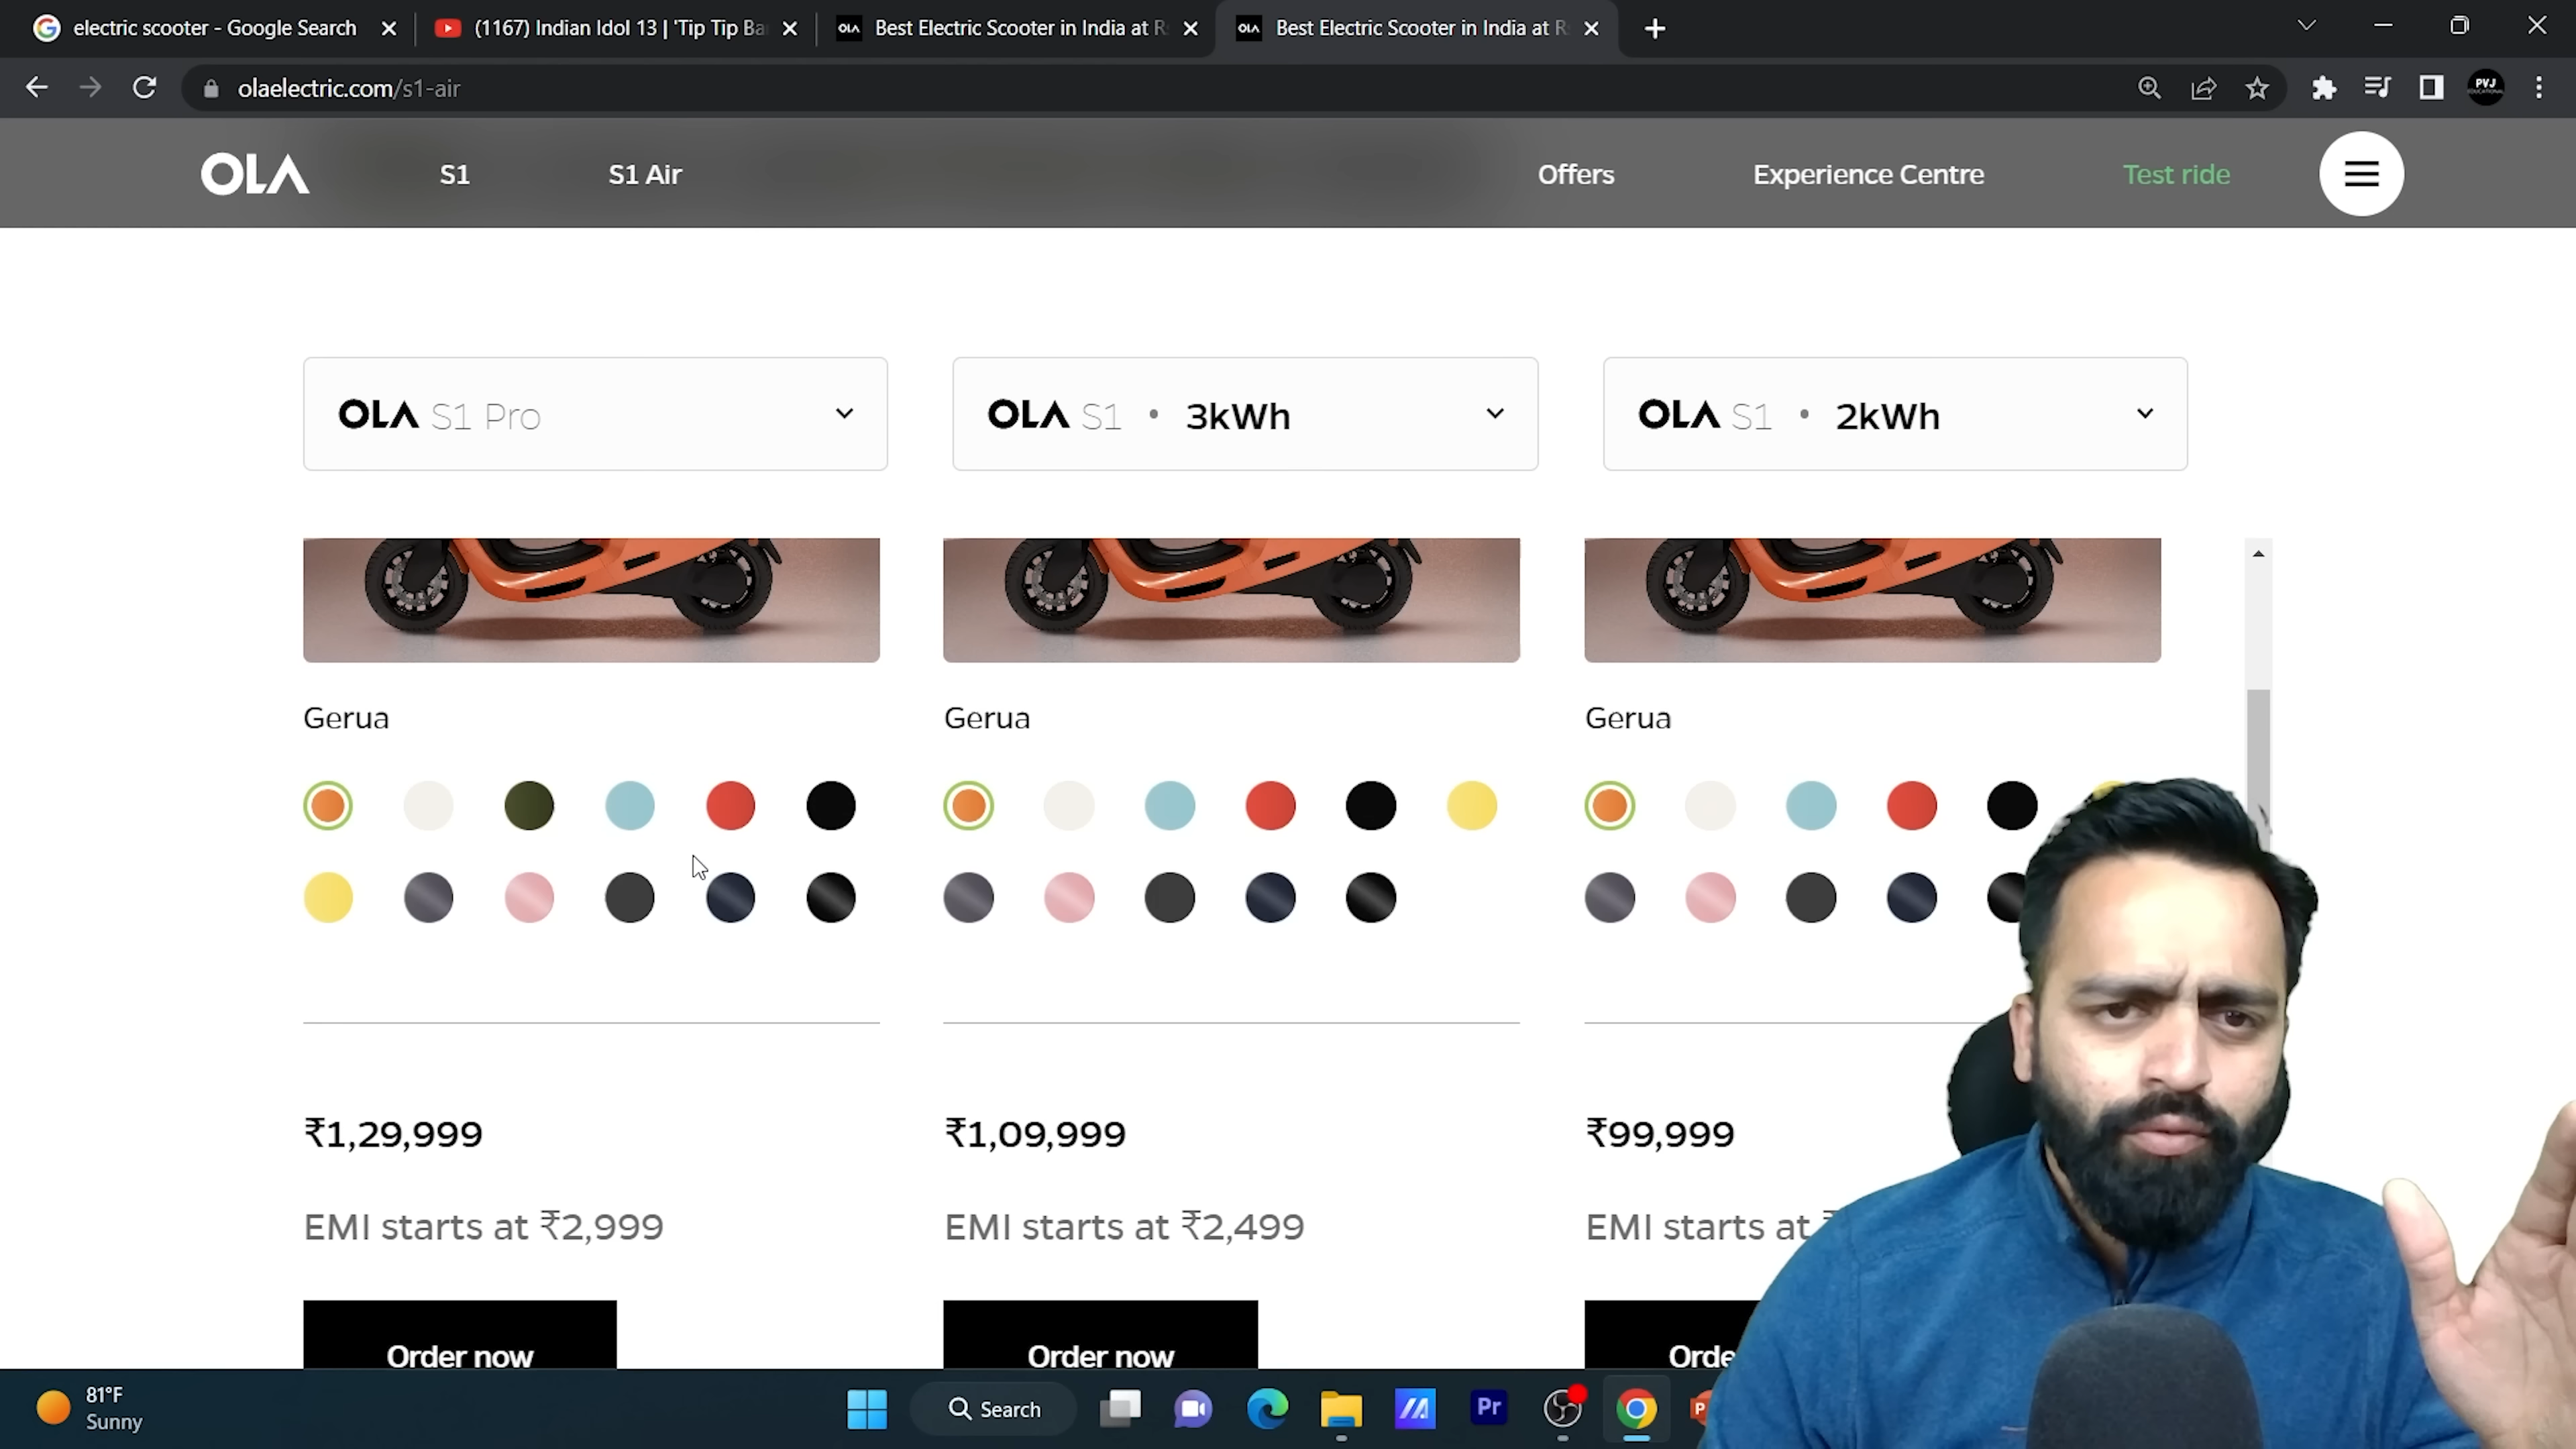 electric scooter - Google Search
(1167) Indian Idol 13 | 'Tip Tip Ba
OLA Best Electric Scooter in India at R
OLA Best Electric Scooter in India at R
olaelectric.com/s1-air
PVJ
OLA S1 S1 Air Offers Experience Centre Test ride
OLA S1 Pro
OLA S1 • 3kWh
OLA S1 • 2kWh
Gerua Gerua Gerua
₹1,29,999 ₹1,09,999 ₹99,999
EMI starts at ₹2,999 EMI starts at ₹2,499 EMI starts at
Order now Order now Orde
81°F
Sunny
Search
Pr
P